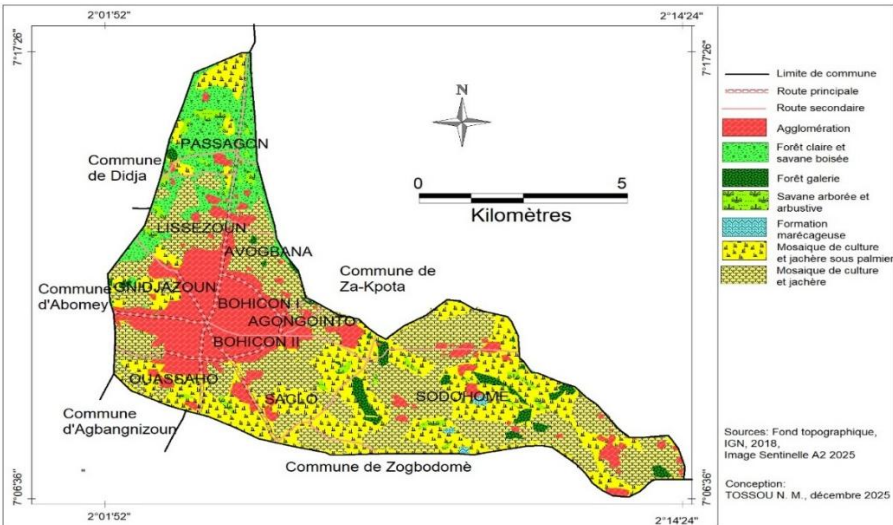 2°01'52"
2°14'24"
7°17'26"
7°17'26"
N
PASSAGON
Commune
de Didja
0 5
Kilomètres
LISSEZOUN
AVOGBANA
Commune de
Za-Kpota
Commune
d'Abomey
GNIDJAZOUN
BOHICON I
AGONGOINTO
BOHICON II
OUASSAHO
SACLO
SODOHOME
Commune
d'Agbangnizoun
Commune de Zogbodomè
7°06'36"
7°06'36"
2°01'52"
2°14'24"
Limite de commune
Route principale
Route secondaire
Agglomération
Forêt claire et
savane boisée
Forêt galerie
Savane arborée et
arbustive
Formation
marécageuse
Mosaique de culture
et jachère sous palmier
Mosaique de culture
et jachère
Sources: Fond topographique,
IGN, 2018,
Image Sentinelle A2 2025
Conception:
TOSSOU N. M., décembre 2025